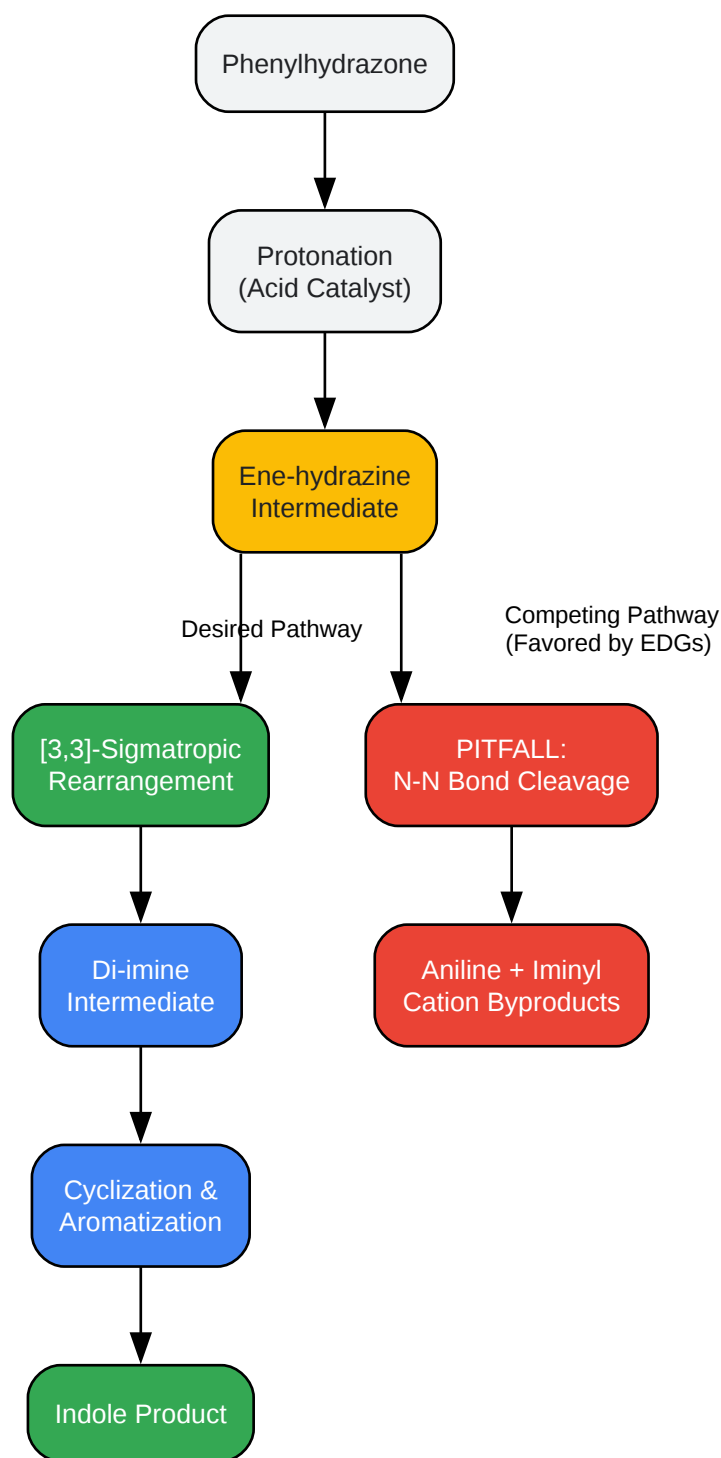 Phenylhydrazone
Protonation
(Acid Catalyst)
Ene-hydrazine
Intermediate
Desired Pathway
Competing Pathway
(Favored by EDGs)
[3,3]-Sigmatropic
Rearrangement
PITFALL:
N-N Bond Cleavage
Di-imine
Intermediate
Aniline + Iminyl
Cation Byproducts
Cyclization &
Aromatization
Indole Product